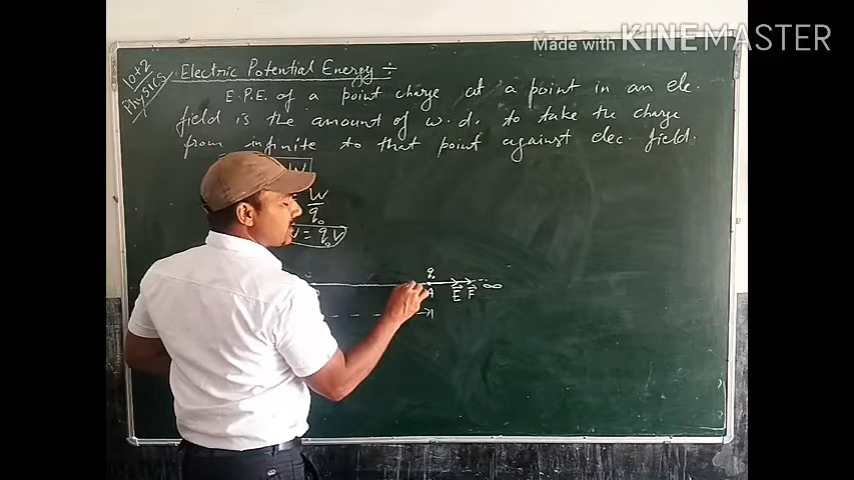 Made with KINEMASTER
10+2
Physics
Electric Potential Energy ÷
E.P.E. of a point charge at a point in an elec.
field is the amount of w.d. to take the charge
from infinite to that point against elec. field.
W
W
q₀
= q₀V
q₀
∞
A E F